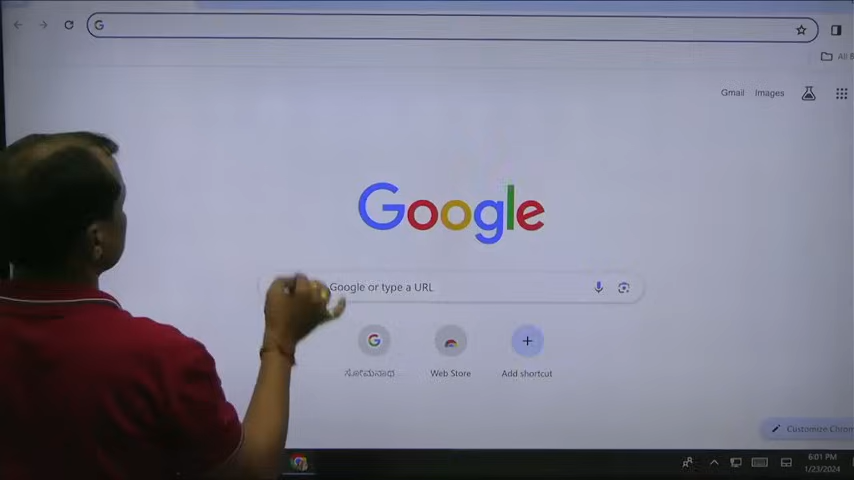 Gmail Images
Google
Google or type a URL
Web Store
Add shortcut
Customize Chrom
6:01 PM
1/23/2024